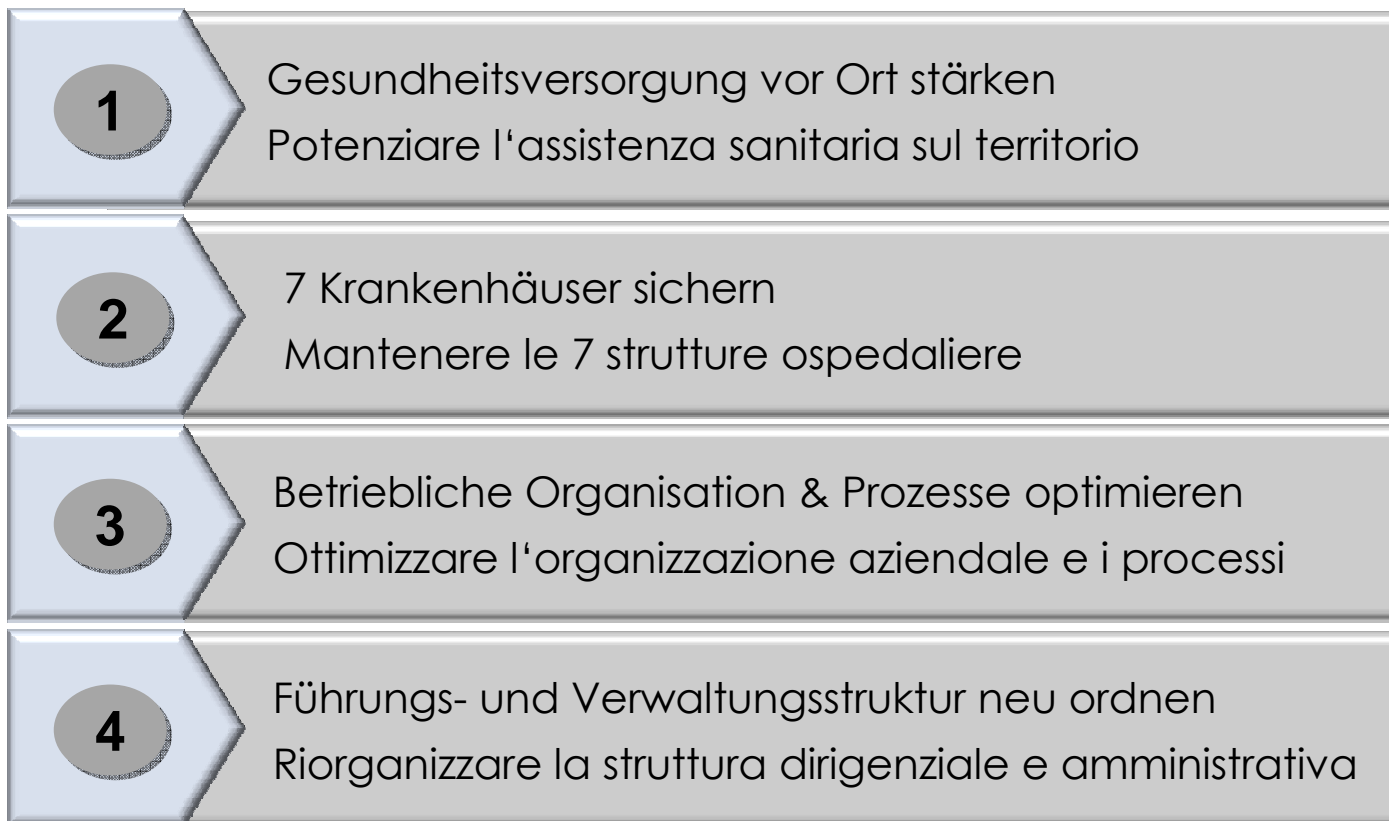 1
Gesundheitsversorgung vor Ort stärken
Potenziare l‘assistenza sanitaria sul territorio
2
7 Krankenhäuser sichern
Mantenere le 7 strutture ospedaliere
3
Betriebliche Organisation & Prozesse optimieren
Ottimizzare l‘organizzazione aziendale e i processi
4
Führungs- und Verwaltungsstruktur neu ordnen
Riorganizzare la struttura dirigenziale e amministrativa